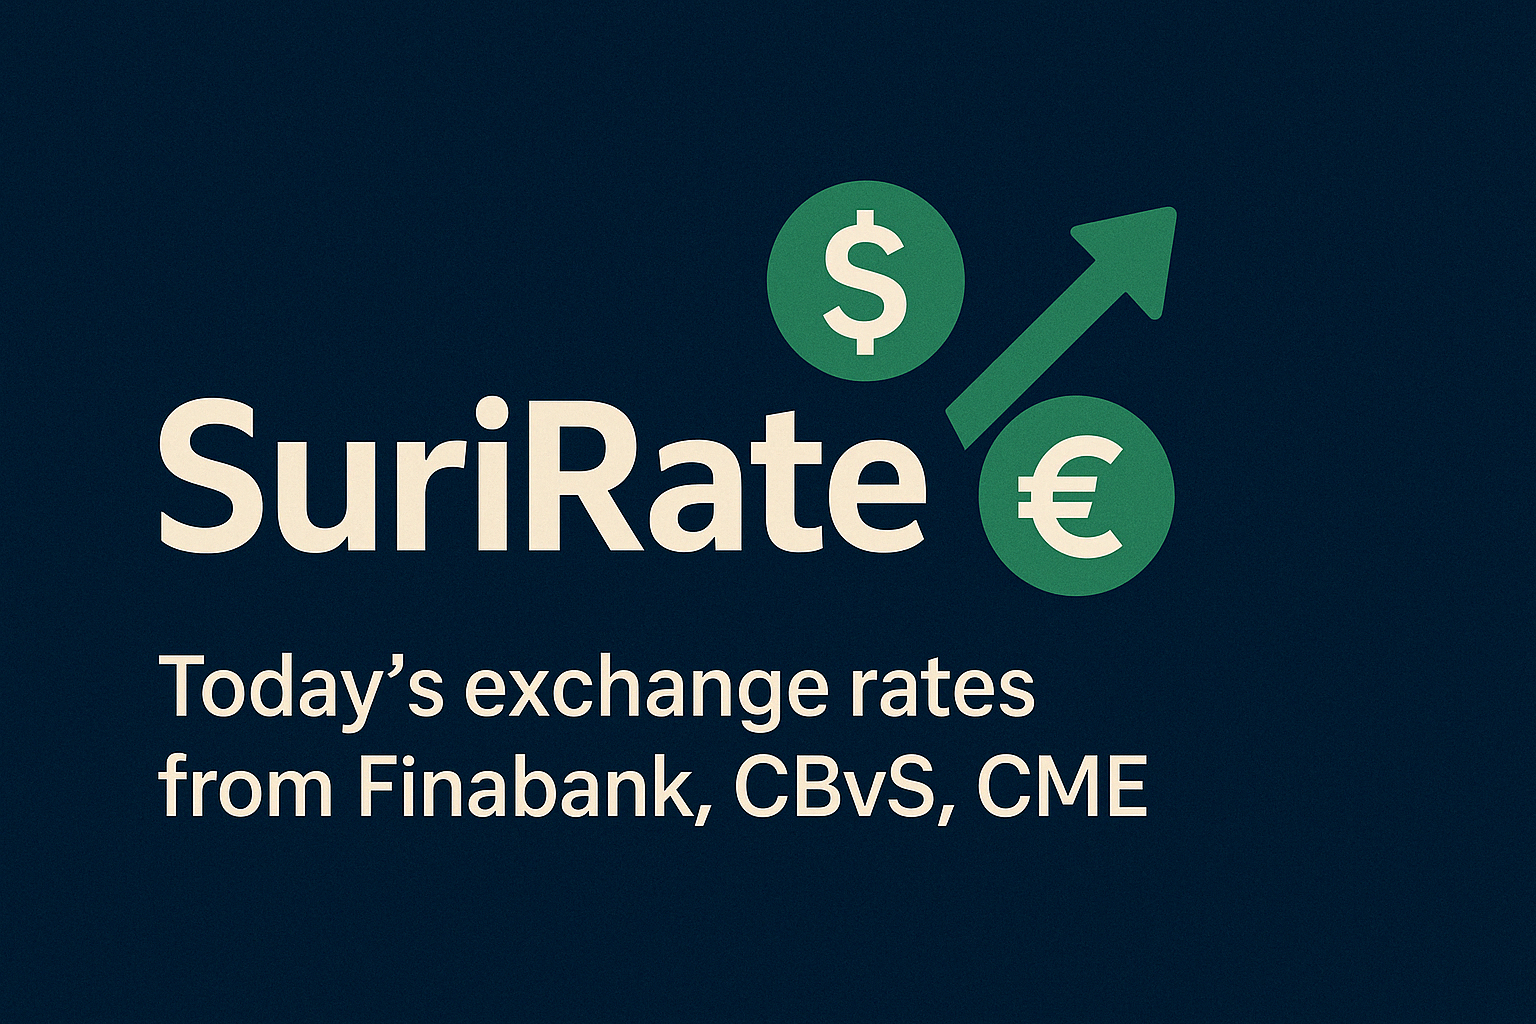 $
SuriRate
€
Today’s exchange rates
from Finabank, CBvS, CME